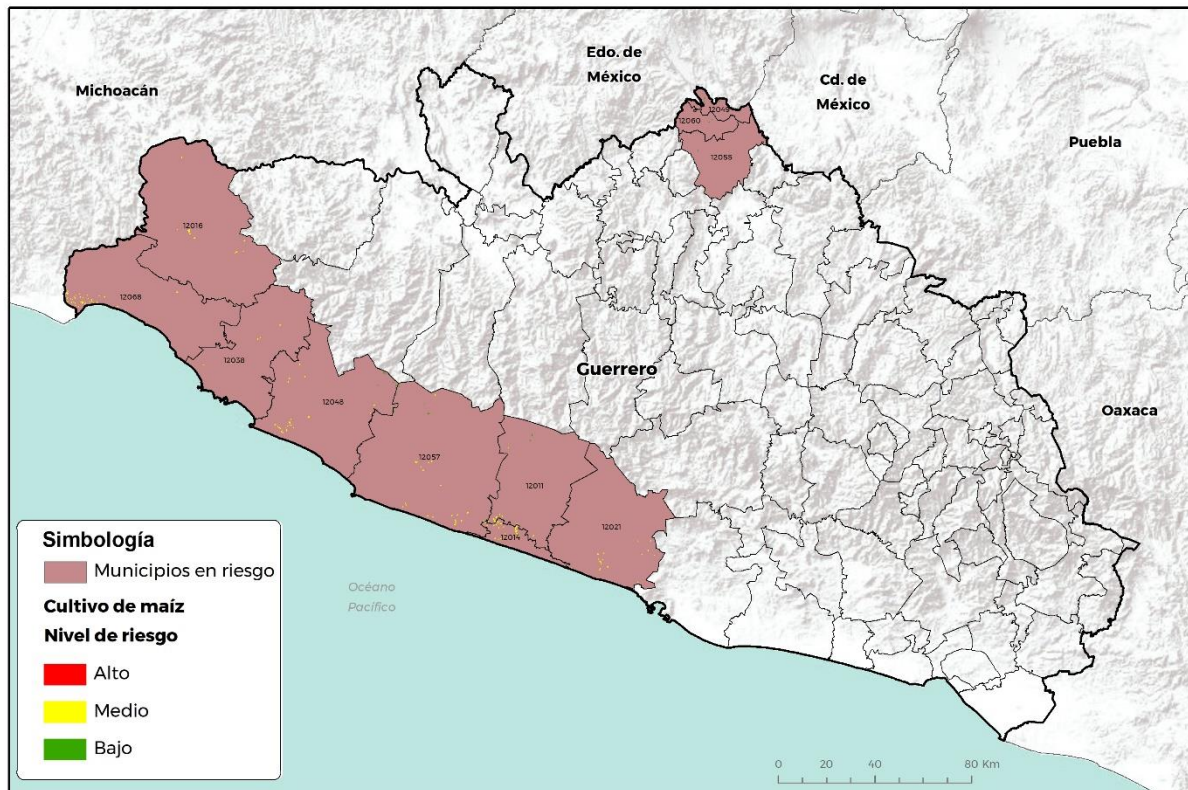 Edo. de
México
Michoacán
Cd. de
México
Puebla
12049
12060
12055
12016
12068
12038
Guerrero
12048
Oaxaca
12057
12011
12021
12014
Simbología
Municipios en riesgo
Cultivo de maíz
Nivel de riesgo
Alto
Medio
Bajo
Océano
Pacífico
0 20 40 80 Km